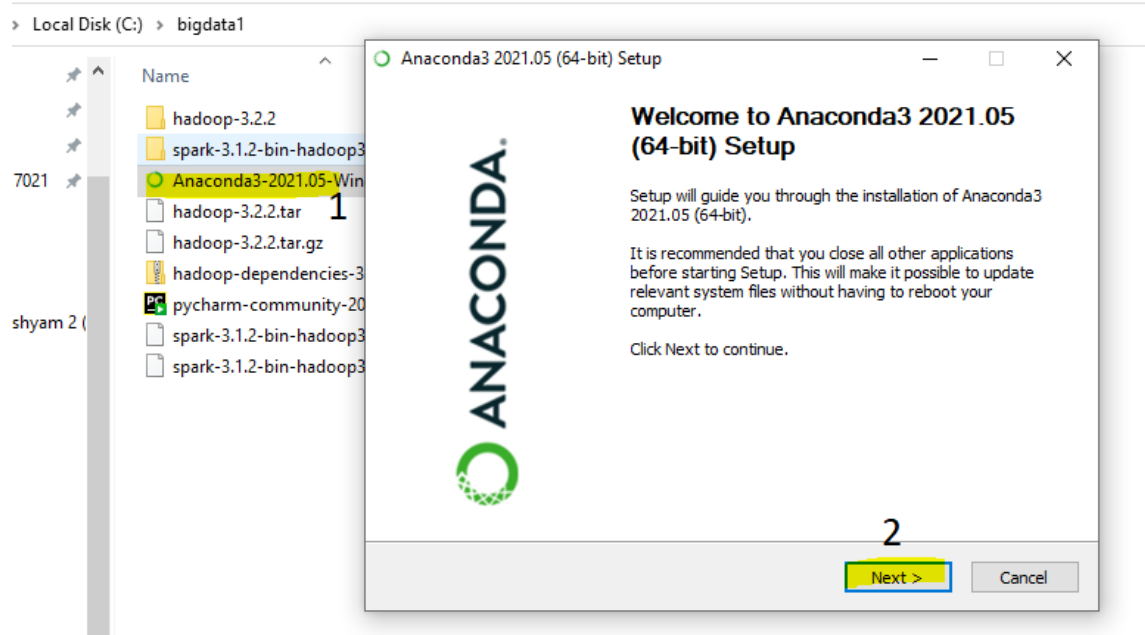 > Local Disk (C:) > bigdata1
Name
hadoop-3.2.2
spark-3.1.2-bin-hadoop3
7021
Anaconda3-2021.05-Win
1
hadoop-3.2.2.tar
hadoop-3.2.2.tar.gz
hadoop-dependencies-3
PC
pycharm-community-20
shyam 2 (
spark-3.1.2-bin-hadoop3
spark-3.1.2-bin-hadoop3
Anaconda3 2021.05 (64-bit) Setup
ANACONDA.
Welcome to Anaconda3 2021.05
(64-bit) Setup
Setup will guide you through the installation of Anaconda3
2021.05 (64-bit).
It is recommended that you close all other applications
before starting Setup. This will make it possible to update
relevant system files without having to reboot your
computer.
Click Next to continue.
2
Next >
Cancel